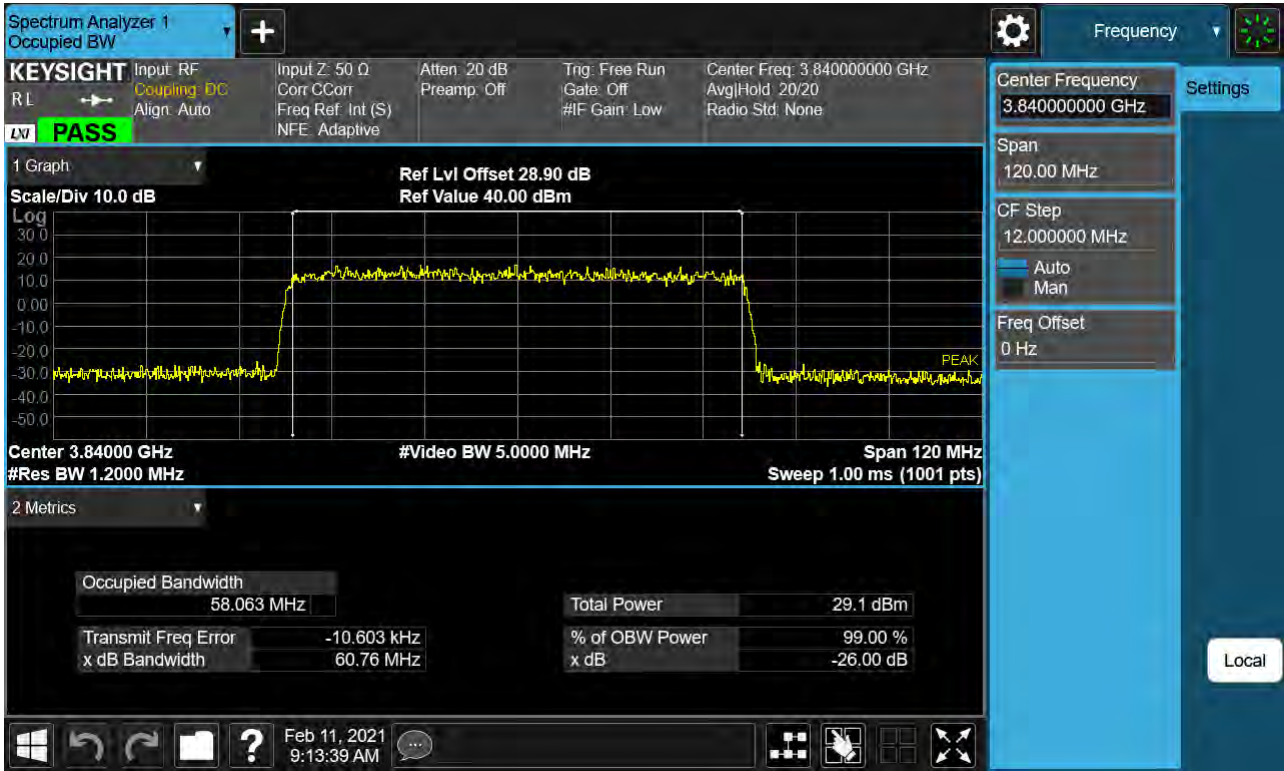 Spectrum Analyzer 1
Occupied BW
+
Frequency
KEYSIGHT
RL
LXI PASS
Input: RF
Coupling: DC
Align: Auto
Input Z: 50 Ω
Corr CCorr
Freq Ref: Int (S)
NFE: Adaptive
Atten: 20 dB
Preamp: Off
Trig: Free Run
Gate: Off
#IF Gain: Low
Center Freq: 3.840000000 GHz
Avg|Hold: 20/20
Radio Std: None
Center Frequency
3.840000000 GHz
Settings
Span
120.00 MHz
CF Step
12.000000 MHz
Auto
Man
Freq Offset
0 Hz
1 Graph
Scale/Div 10.0 dB
Ref Lvl Offset 28.90 dB
Ref Value 40.00 dBm
Log
30.0
20.0
10.0
0.00
-10.0
-20.0
-30.0
-40.0
-50.0
PEAK
Center 3.84000 GHz
#Video BW 5.0000 MHz
Span 120 MHz
#Res BW 1.2000 MHz
Sweep 1.00 ms (1001 pts)
2 Metrics
Occupied Bandwidth
58.063 MHz
Total Power 29.1 dBm
Transmit Freq Error -10.603 kHz
% of OBW Power 99.00 %
x dB Bandwidth 60.76 MHz
x dB -26.00 dB
Local
?
Feb 11, 2021
9:13:39 AM